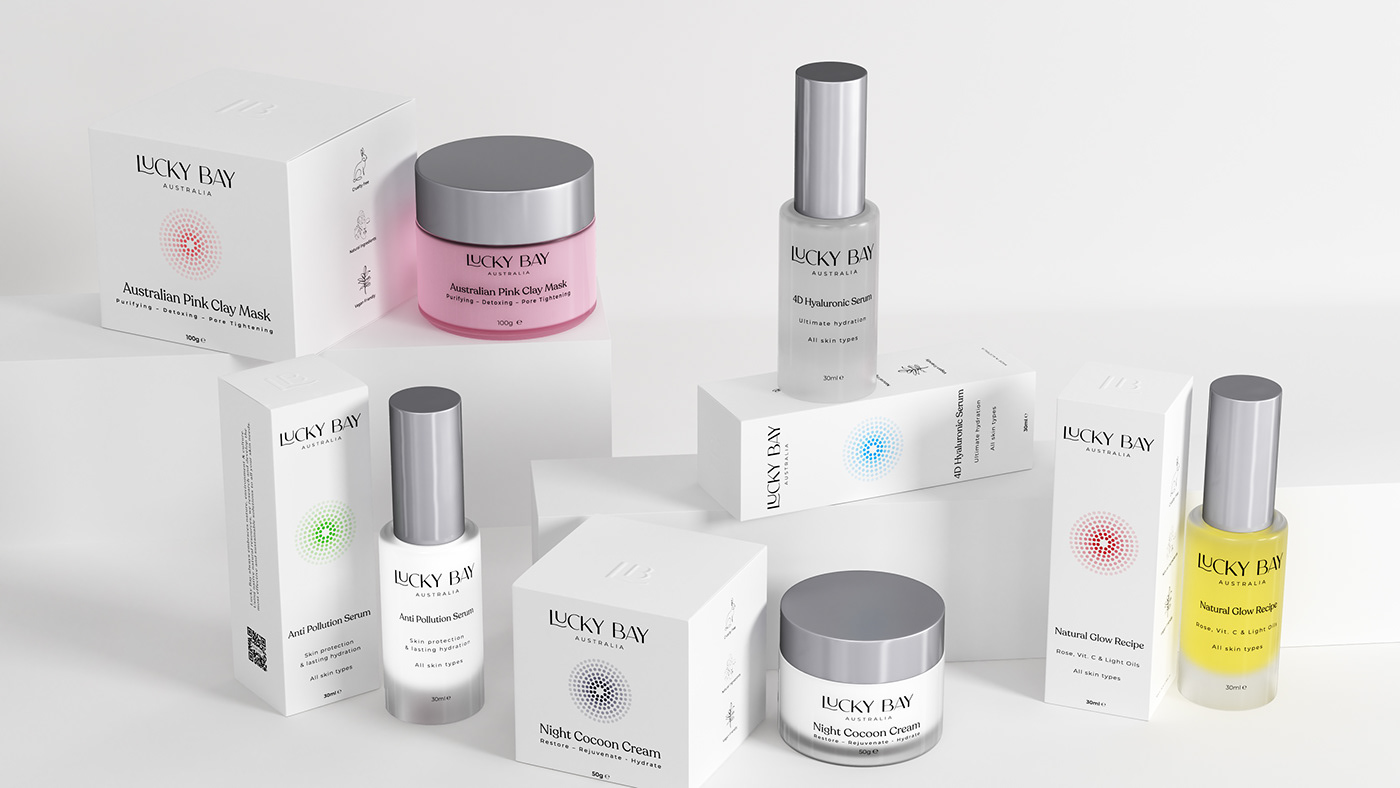 LUCKY BAY
AUSTRALIA
Australian Pink Clay Mask
Purifying – Detoxing – Pore Tightening
100g ℮
Cruelty free
Natural Ingredients
Vegan Friendly
LUCKY BAY
AUSTRALIA
Australian Pink Clay Mask
Purifying – Detoxing – Pore Tightening
100g ℮
LUCKY BAY
AUSTRALIA
4D Hyaluronic Serum
Ultimate hydration
All skin types
30ml ℮
LUCKY BAY
AUSTRALIA
4D Hyaluronic Serum
Ultimate hydration
All skin types
30ml ℮
LUCKY BAY
AUSTRALIA
Anti Pollution Serum
Skin protection
& lasting hydration
All skin types
30ml ℮
LUCKY BAY
AUSTRALIA
Anti Pollution Serum
Skin protection
& lasting hydration
All skin types
30ml ℮
LUCKY BAY
AUSTRALIA
Night Cocoon Cream
Restore – Rejuvenate - Hydrate
50g ℮
LUCKY BAY
AUSTRALIA
Night Cocoon Cream
Restore – Rejuvenate - Hydrate
50g ℮
LUCKY BAY
AUSTRALIA
Natural Glow Recipe
Rose, Vit. C & Light Oils
All skin types
30ml ℮
LUCKY BAY
AUSTRALIA
Natural Glow Recipe
Rose, Vit. C & Light Oils
All skin types
30ml ℮